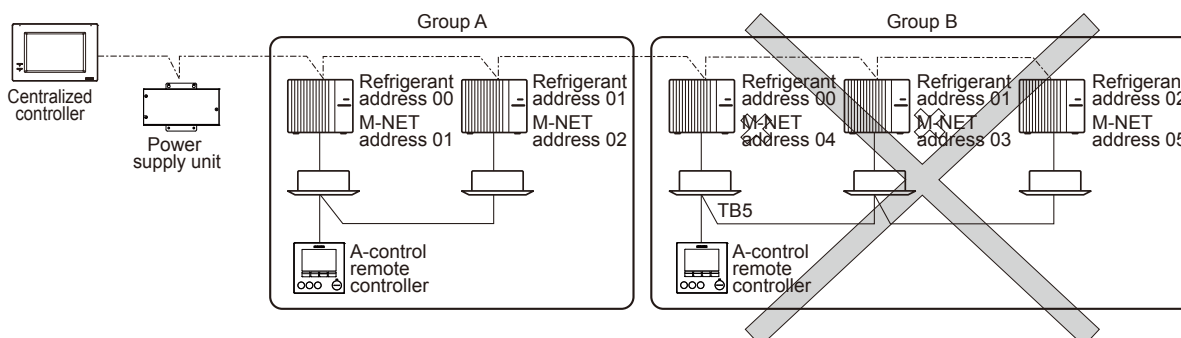 Group A
Group B
Centralized
controller
Power
supply unit
Refrigerant
address 00
M-NET
address 01
Refrigerant
address 01
M-NET
address 02
A-control
remote
controller
Refrigerant
address 00
M-NET
address 04
Refrigerant
address 01
M-NET
address 03
Refrigerant
address 02
M-NET
address 05
TB5
A-control
remote
controller